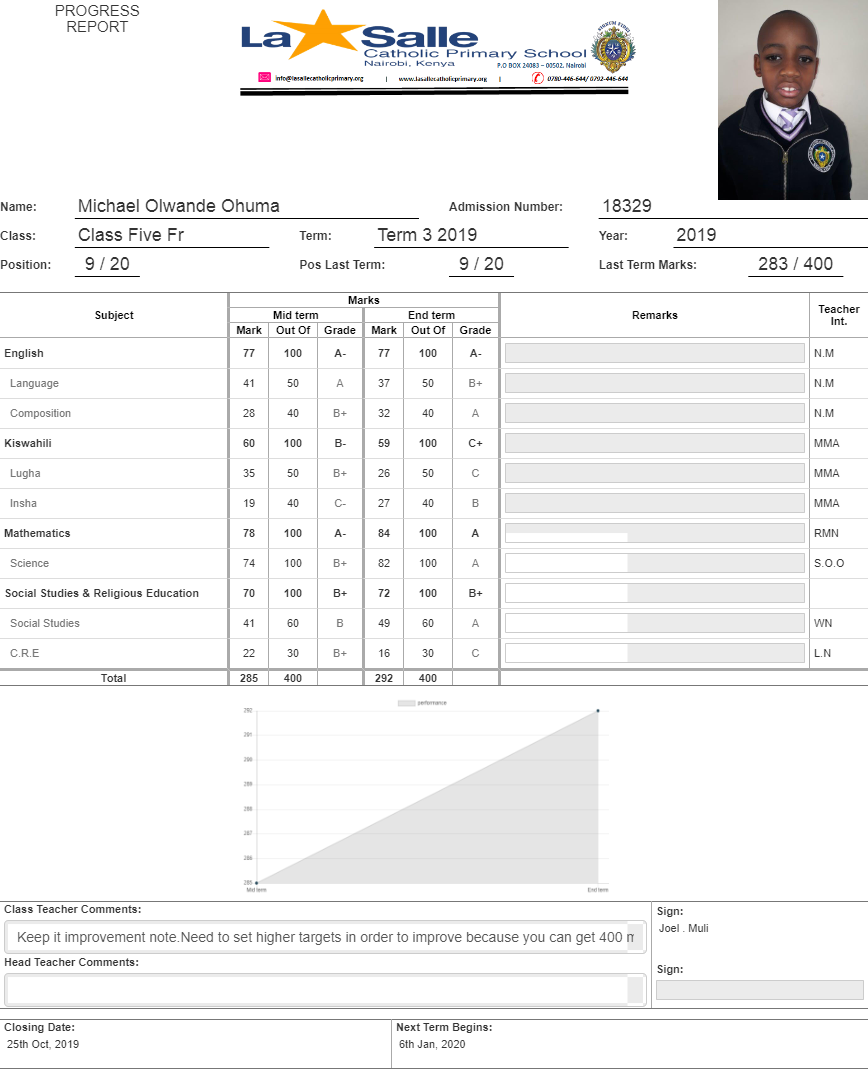 PROGRESS
REPORT
La Salle
Catholic Primary School
Nairobi, Kenya
P.O BOX 24083 – 00502, Nairobi
info@lasallecatholicprimary.org | www.lasallecatholicprimary.org | 0780-446-644/ 0792-446-644
Name: Michael Olwande Ohuma Admission Number: 18329
Class: Class Five Fr Term: Term 3 2019 Year: 2019
Position: 9 / 20 Pos Last Term: 9 / 20 Last Term Marks: 283 / 400
Subject Marks Remarks Teacher Int.
Mid term End term
Mark Out Of Grade Mark Out Of Grade
English 77 100 A- 77 100 A- N.M
Language 41 50 A 37 50 B+ N.M
Composition 28 40 B+ 32 40 A N.M
Kiswahili 60 100 B- 59 100 C+ MMA
Lugha 35 50 B+ 26 50 C MMA
Insha 19 40 C- 27 40 B MMA
Mathematics 78 100 A- 84 100 A RMN
Science 74 100 B+ 82 100 A S.O.O
Social Studies & Religious Education 70 100 B+ 72 100 B+
Social Studies 41 60 B 49 60 A WN
C.R.E 22 30 B+ 16 30 C L.N
Total 285 400 292 400
performance
292
291
290
289
288
287
286
285
Mid term End term
Class Teacher Comments:
Keep it improvement note.Need to set higher targets in order to improve because you can get 400 m
Sign:
Joel . Muli
Head Teacher Comments:
Sign:
Closing Date: Next Term Begins:
25th Oct, 2019 6th Jan, 2020